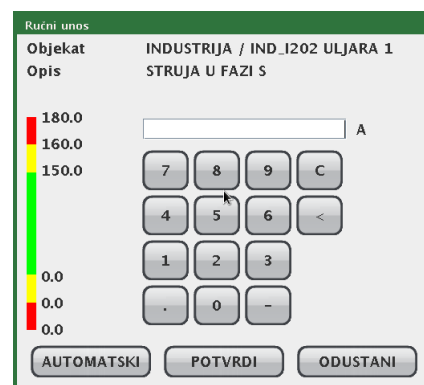 Ručni unos
Objekat INDUSTRIJA / IND_I202 ULJARA 1
Opis STRUJA U FAZI S
180.0
A
160.0
150.0
7 8 9 C
4 5 6 <
1 2 3
0.0
. 0 -
0.0
0.0
AUTOMATSKI POTVRDI ODUSTANI